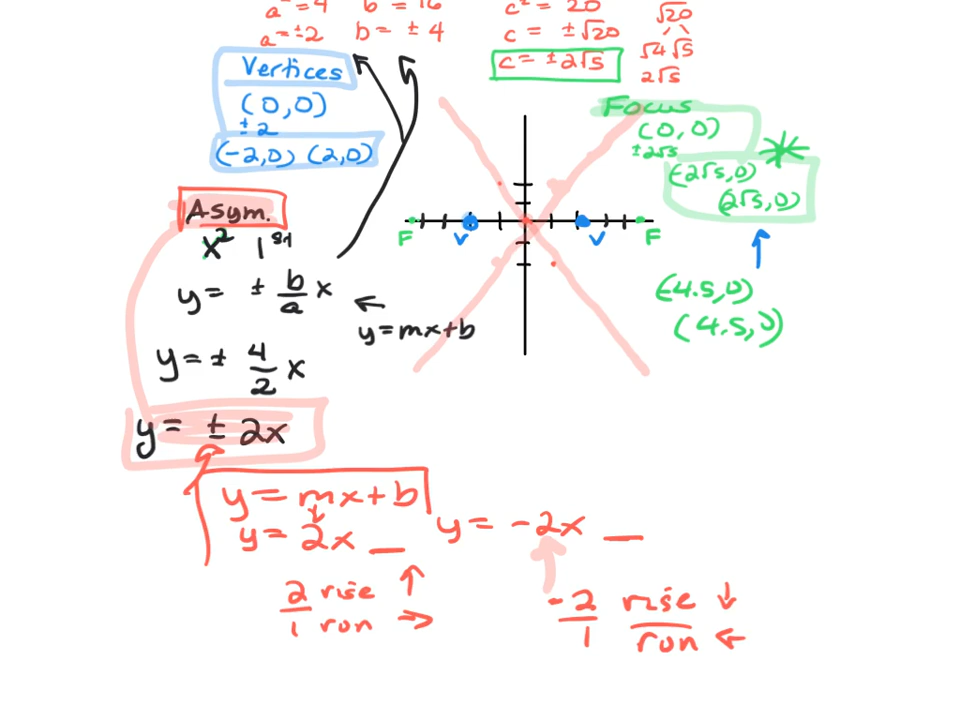 a² = 4 b² = 16 c² = 20 √20
a = ±2 b = ± 4 c = ±√20 √4 √5
c = ±2√5 2√5
Vertices
(0,0)
±2
(-2,0) (2,0)
Focus
(0,0)
±2√5
(-2√5,0)
(2√5,0)
F V V F
(-4.5,0)
(4.5,0)
Asym.
x² 1st
y = ± b/a x ←
y=mx+b
y = ± 4/2 x
y = ± 2x
y = mx+b
y = 2x _ y = -2x _
2 rise ↑
1 run →
-2 rise ↓
1 run ←